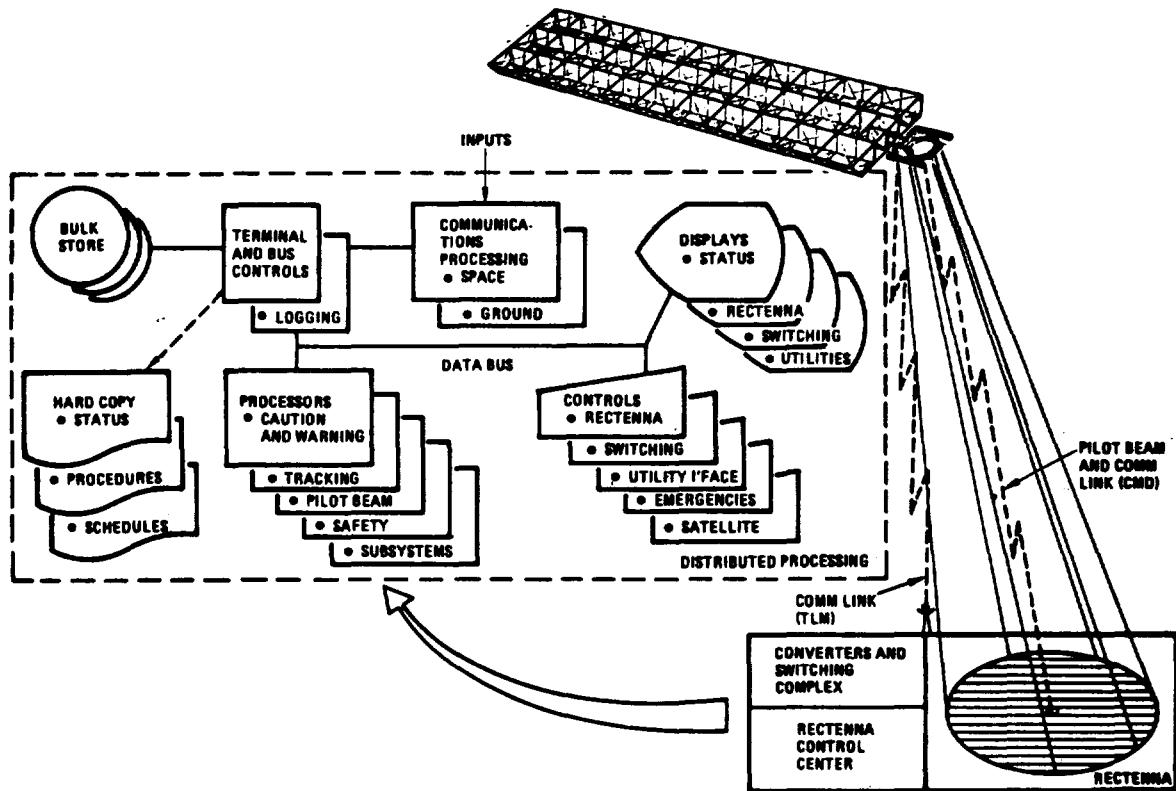 INPUTS
BULK
STORE
TERMINAL
AND BUS
CONTROLS
● LOGGING
COMMUNICA-
TIONS
PROCESSING
● SPACE
● GROUND
DISPLAYS
● STATUS
● RECTENNA
● SWITCHING
● UTILITIES
DATA BUS
HARD COPY
● STATUS
● PROCEDURES
● SCHEDULES
PROCESSORS
● CAUTION
AND WARNING
● TRACKING
● PILOT BEAM
● SAFETY
● SUBSYSTEMS
CONTROLS
● RECTENNA
● SWITCHING
● UTILITY I'FACE
● EMERGENCIES
● SATELLITE
DISTRIBUTED PROCESSING
PILOT BEAM
AND COMM
LINK (CMD)
COMM LINK
(TLM)
CONVERTERS AND
SWITCHING
COMPLEX
RECTENNA
CONTROL
CENTER
RECTENNA